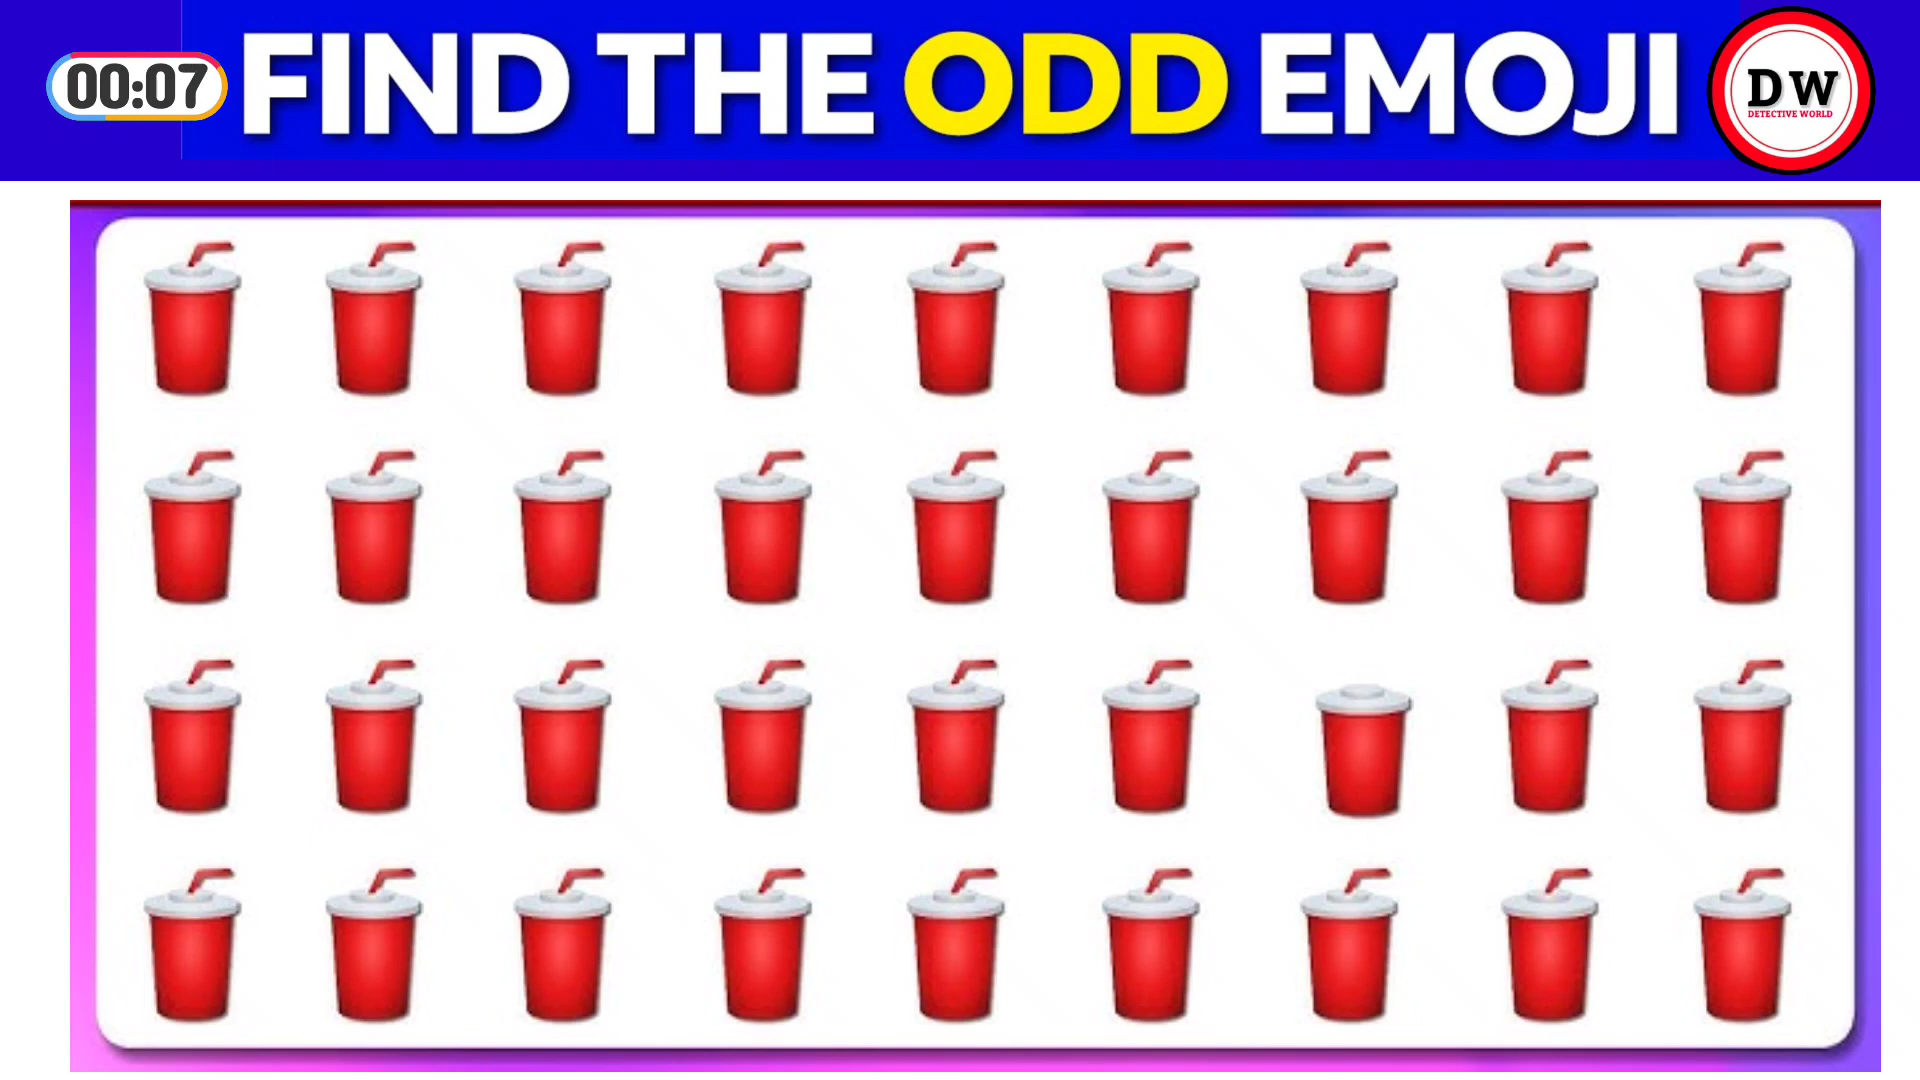 00:07
FIND THE ODD EMOJI
DW
DETECTIVE WORLD